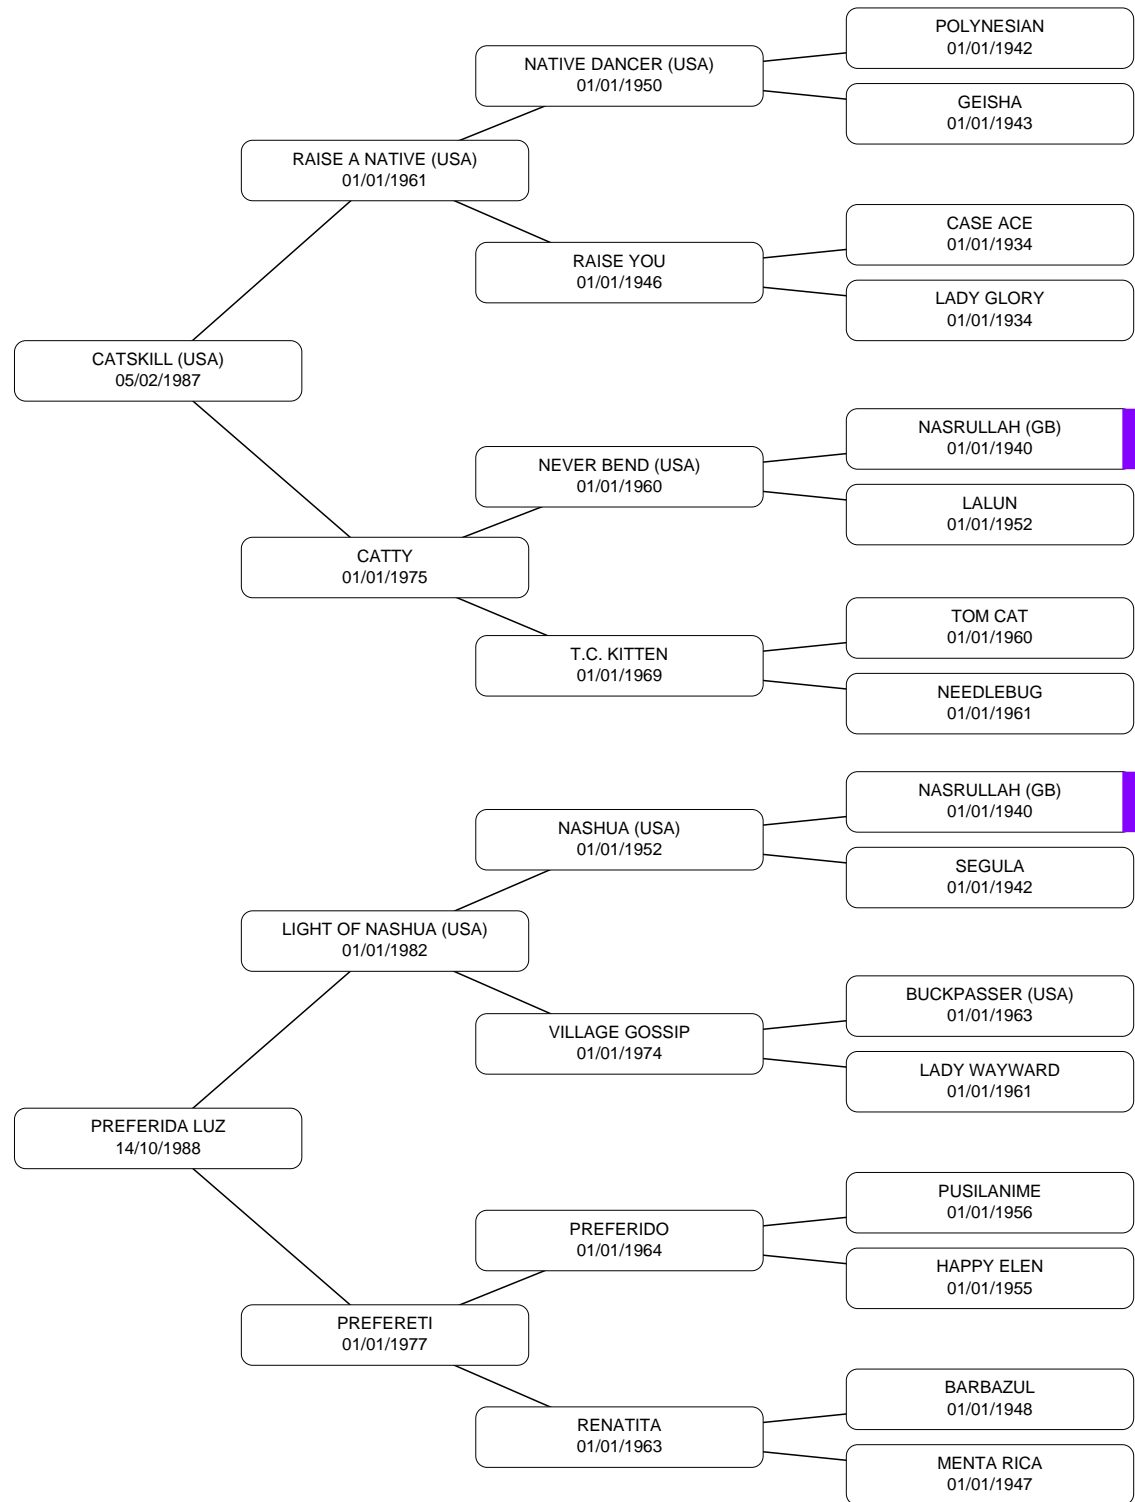 POLYNESIAN
01/01/1942
NATIVE DANCER (USA)
01/01/1950
GEISHA
01/01/1943
RAISE A NATIVE (USA)
01/01/1961
CASE ACE
01/01/1934
RAISE YOU
01/01/1946
LADY GLORY
01/01/1934
CATSKILL (USA)
05/02/1987
NASRULLAH (GB)
01/01/1940
NEVER BEND (USA)
01/01/1960
LALUN
01/01/1952
CATTY
01/01/1975
TOM CAT
01/01/1960
T.C. KITTEN
01/01/1969
NEEDLEBUG
01/01/1961
NASRULLAH (GB)
01/01/1940
NASHUA (USA)
01/01/1952
SEGULA
01/01/1942
LIGHT OF NASHUA (USA)
01/01/1982
BUCKPASSER (USA)
01/01/1963
VILLAGE GOSSIP
01/01/1974
LADY WAYWARD
01/01/1961
PREFERIDA LUZ
14/10/1988
PUSILANIME
01/01/1956
PREFERIDO
01/01/1964
HAPPY ELEN
01/01/1955
PREFERETI
01/01/1977
BARBAZUL
01/01/1948
RENATITA
01/01/1963
MENTA RICA
01/01/1947